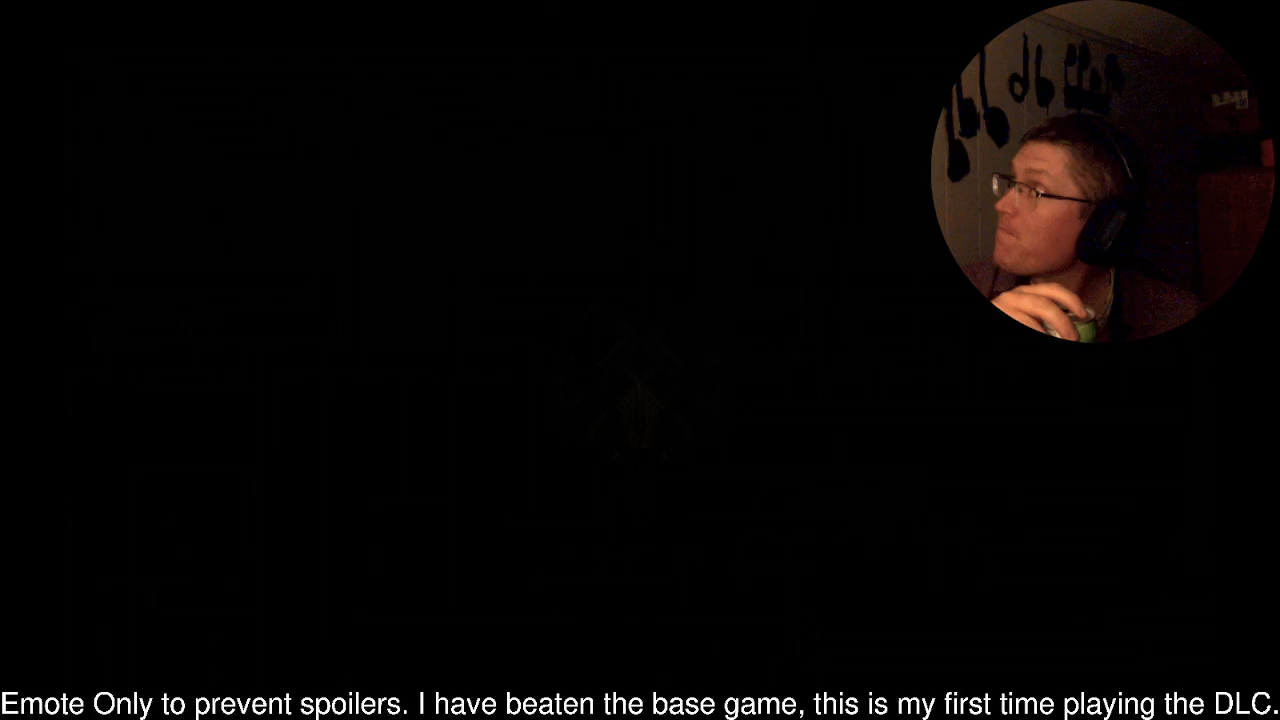 Emote Only to prevent spoilers. I have beaten the base game, this is my first time playing the DLC.